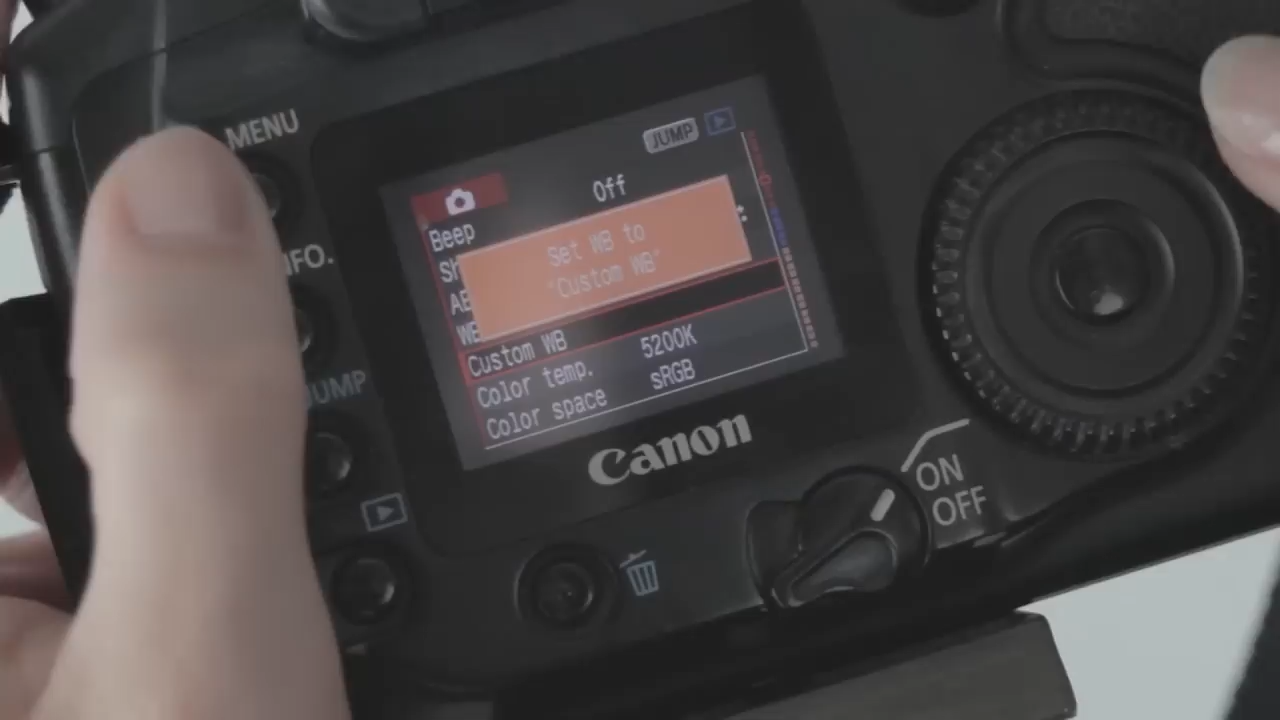 MENU
JUMP
Off
Beep
Set WB to
'Custom WB'
Custom WB
Color temp. 5200K
Color space sRGB
JUMP
Canon
ON
OFF